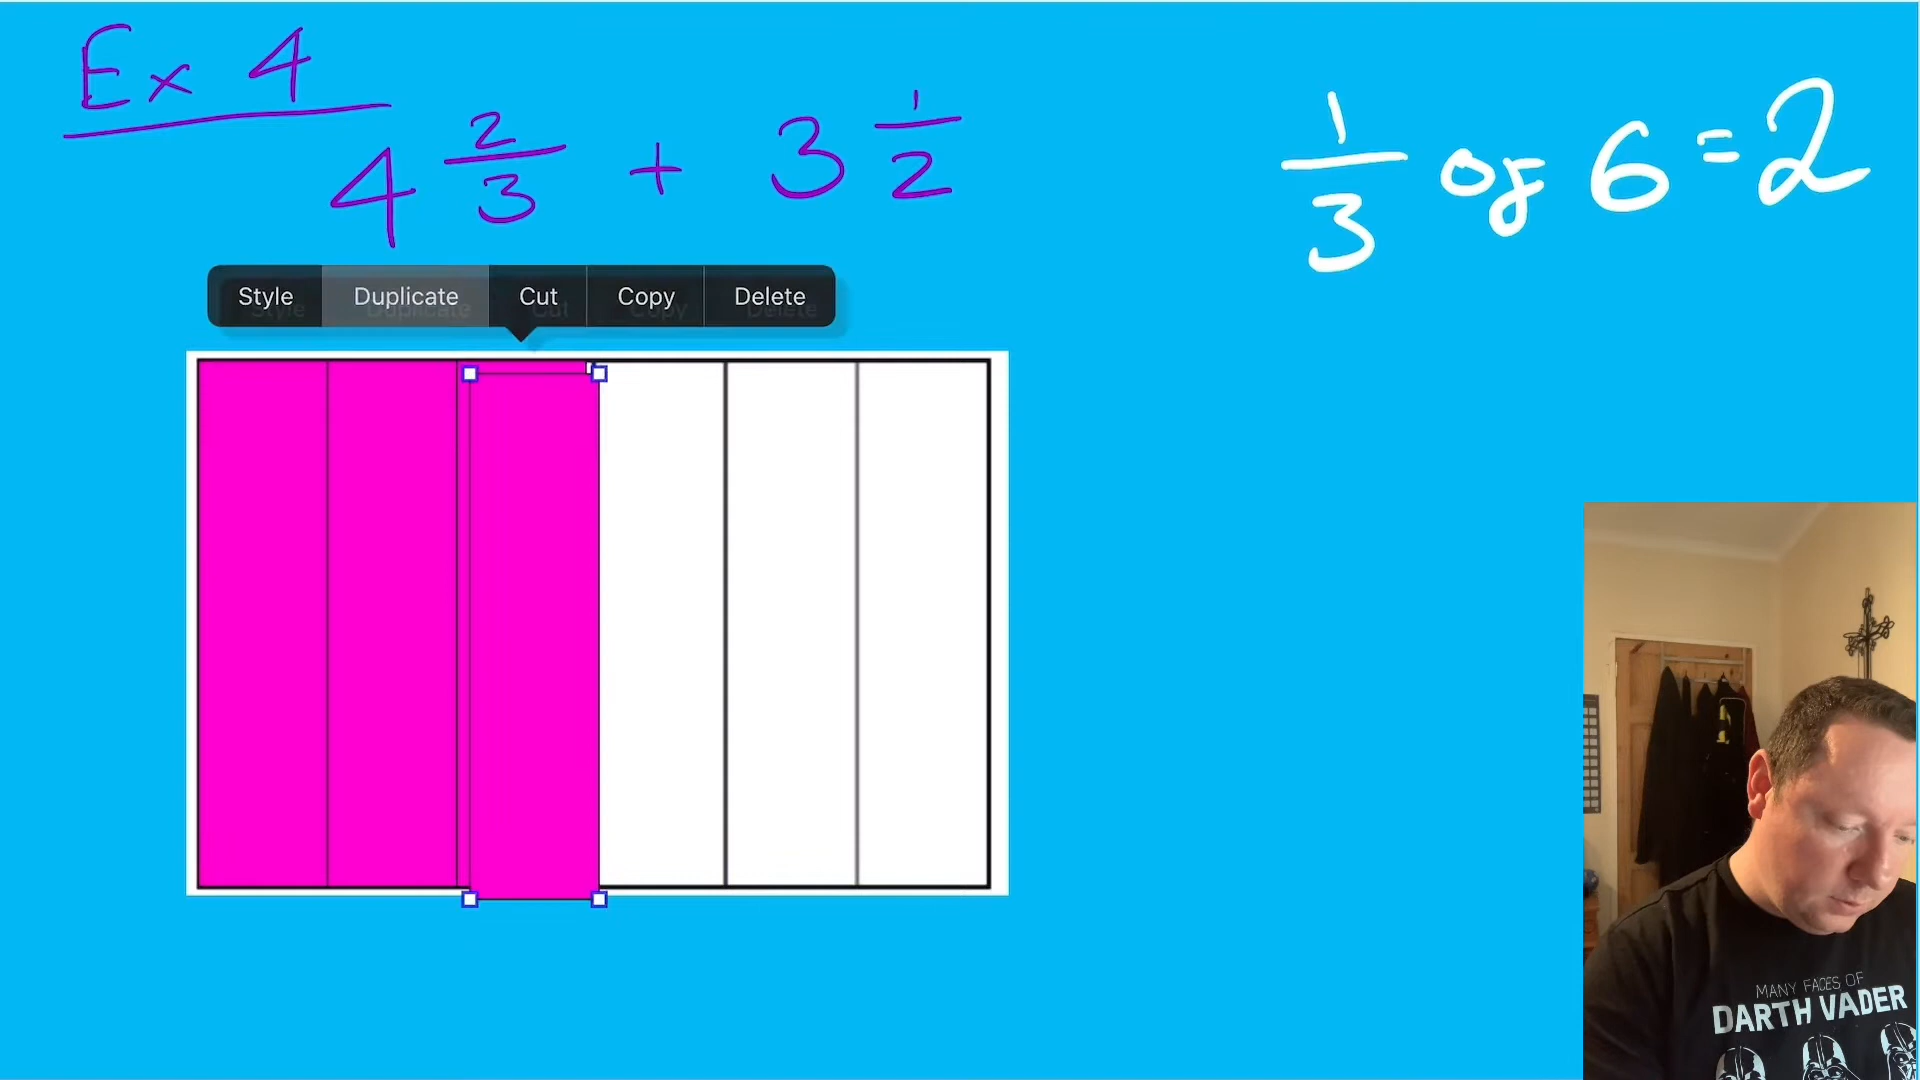 Ex 4
4 2/3 + 3 1/2
1/3 of 6 = 2
Style Duplicate Cut Copy Delete
MANY FACES OF
DARTH VADER